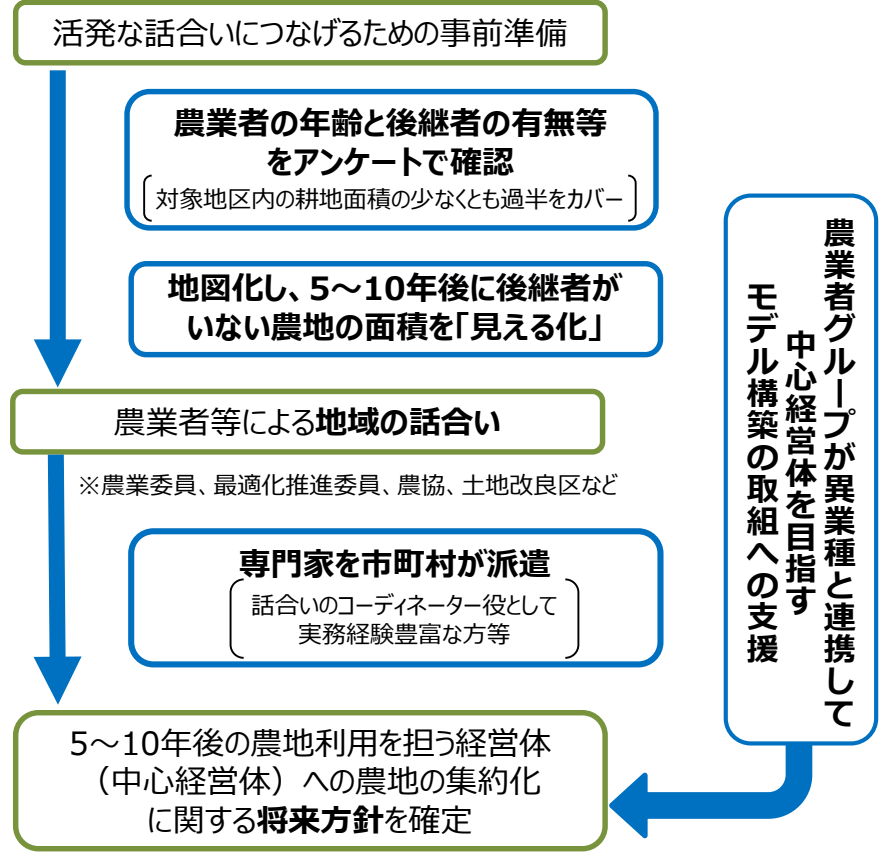 活発な話合いにつなげるための事前準備
農業者の年齢と後継者の有無等
をアンケートで確認
対象地区内の耕地面積の少なくとも過半をカバー
地図化し、5～10年後に後継者が
いない農地の面積を「見える化」
農業者等による地域の話合い
※農業委員、最適化推進委員、農協、土地改良区など
専門家を市町村が派遣
話合いのコーディネーター役として
実務経験豊富な方等
5～10年後の農地利用を担う経営体
（中心経営体）への農地の集約化
に関する将来方針を確定
農業者グループが異業種と連携して
中心経営体を目指す
モデル構築の取組への支援